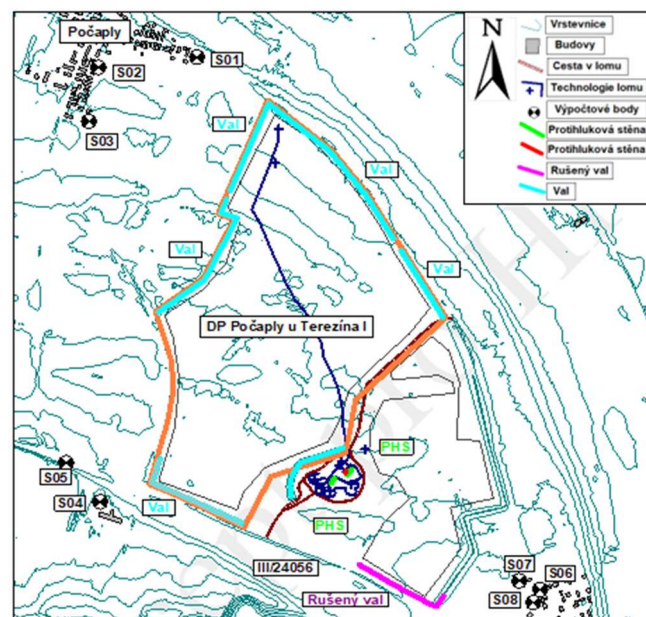 Počaply
S01
S02
S03
N
Vrstevnice
Budovy
Cesta v lomu
Technologie lomu
Výpočtové body
Protihluková stěna
Protihluková stěna
Rušený val
Val
Val
Val
Val
Val
DP Počaply u Terezína I
PHS
S05
S04
Val
PHS
III/24056
Rušený val
S07
S06
S08